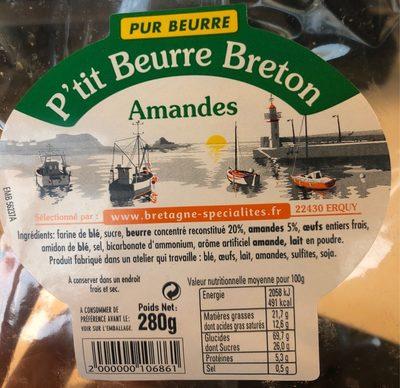 PUR BEURRE
P'tit Beurre Breton
Amandes
EMB 56237A
Sélectionné par : www.bretagne-specialites.fr 22430 ERQUY
Ingrédients: farine de blé, sucre, beurre concentré reconstitué 20%, amandes 5%, œufs entiers frais,
amidon de blé, sel, bicarbonate d'ammonium, arôme artificiel amande, lait en poudre.
Produit fabriqué dans un atelier qui travaille : blé, œufs, lait, amandes, sulfites, soja.
A conserver dans un endroit
frais et sec.
A CONSOMMER DE
PRÉFÉRENCE AVANT LE:
VOIR SUR L'EMBALLAGE.
Poids Net:
280g
2 000000 106861
Valeur nutritionnelle moyenne pour 100g
Energie 2058 kJ
491 kcal
Matières grasses 21,7 g
dont acides gras saturés 12,6 g
Glucides 69,7 g
dont Sucres 26,0 g
Protéines 5,3 g
Sel 0,5 g